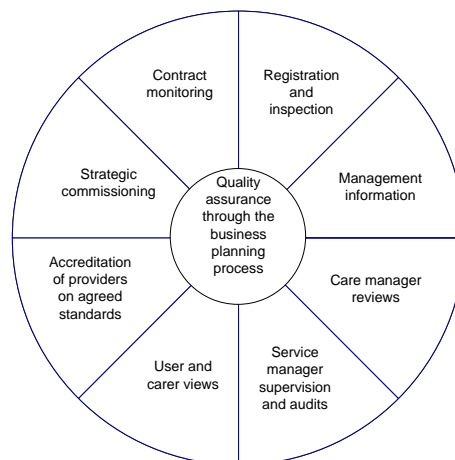 Contract
monitoring
Registration
and
inspection
Management
information
Care manager
reviews
Service
manager
supervision
and audits
User and
carer views
Accreditation
of providers
on agreed
standards
Strategic
commissioning
Quality
assurance
through the
business
planning
process